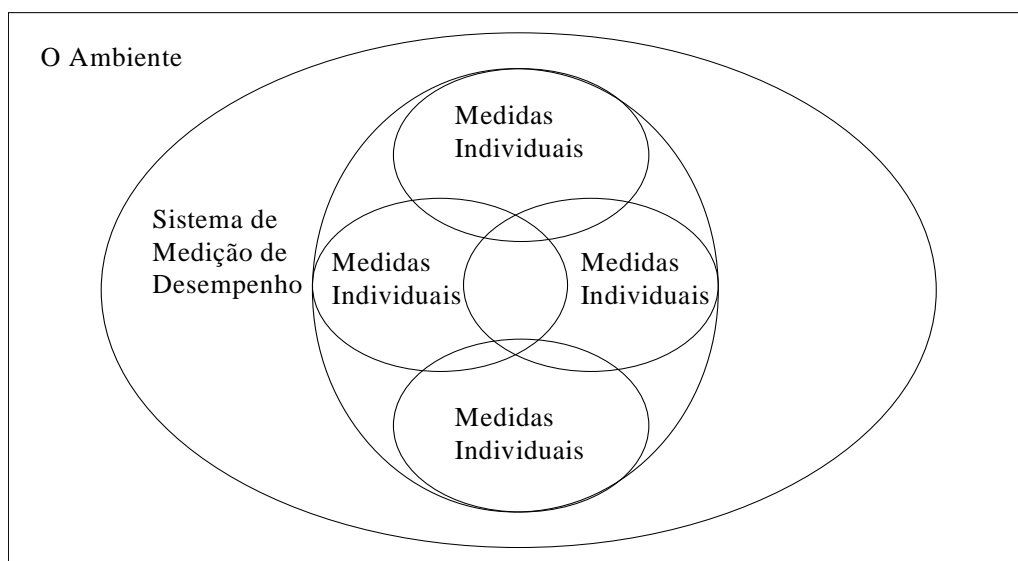 O Ambiente
Medidas
Individuais
Sistema de
Medição de
Desempenho
Medidas
Individuais
Medidas
Individuais
Medidas
Individuais